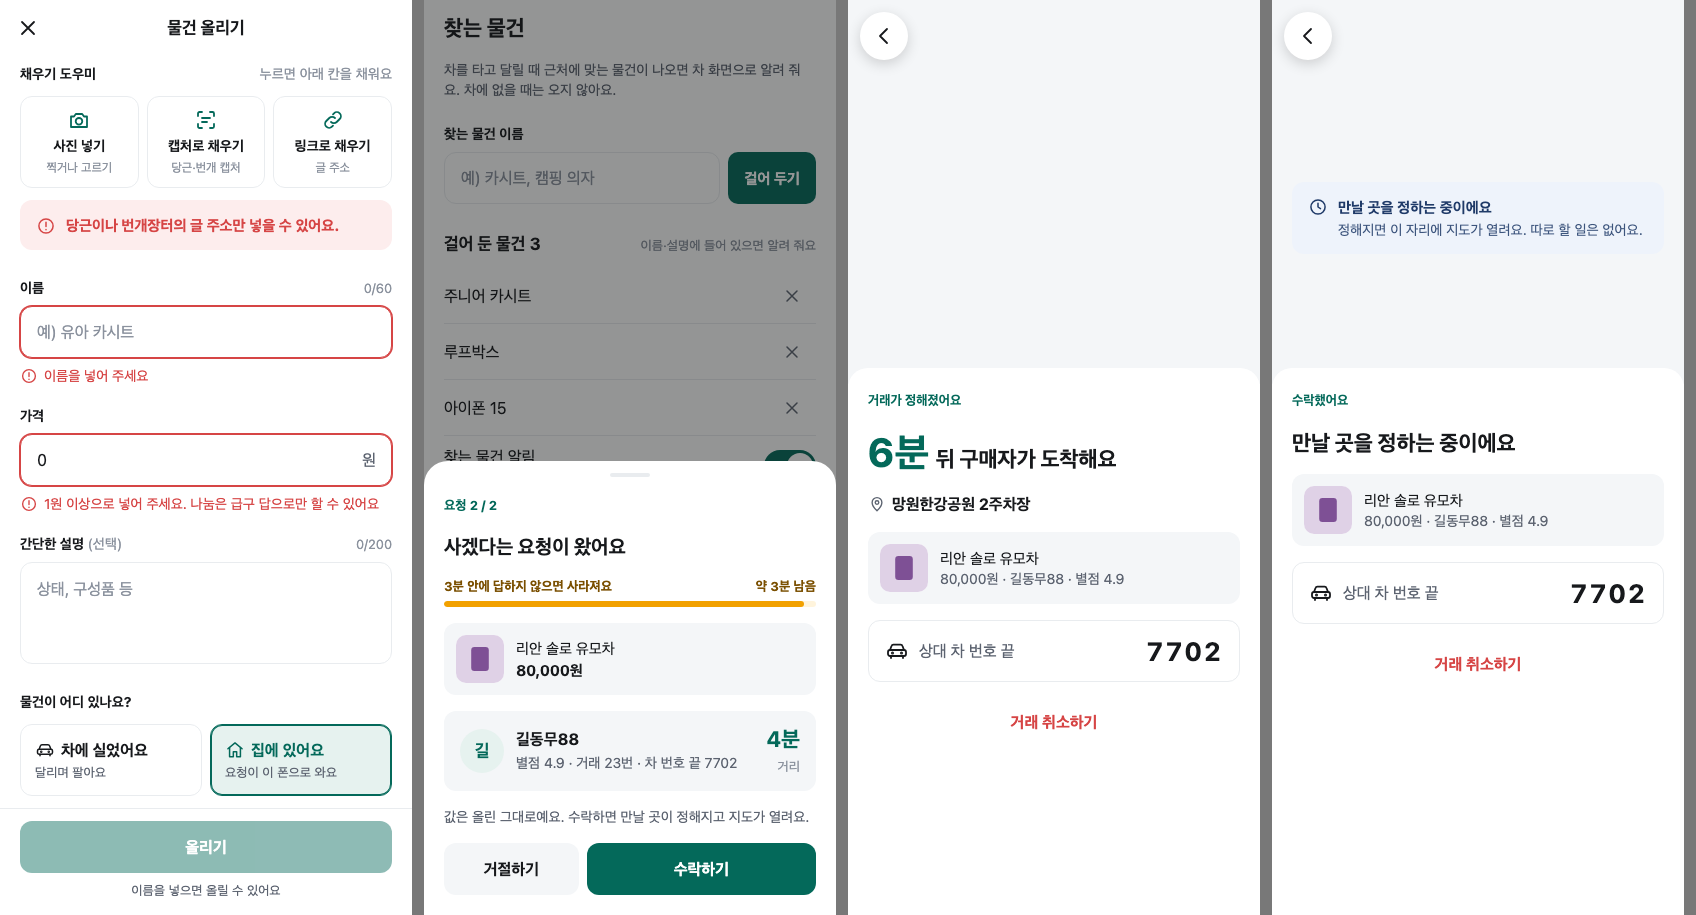 물건 올리기
채우기 도우미
누르면 아래 칸을 채워요
사진 넣기
찍거나 고르기
캡처로 채우기
당근·번개 캡처
링크로 채우기
글 주소
당근이나 번개장터의 글 주소만 넣을 수 있어요.
이름
0/60
예) 유아 카시트
이름을 넣어 주세요
가격
0
원
1원 이상으로 넣어 주세요. 나눔은 급구 답으로만 할 수 있어요
간단한 설명 (선택)
0/200
상태, 구성품 등
물건이 어디 있나요?
차에 실었어요
달리며 팔아요
집에 있어요
요청이 이 폰으로 와요
올리기
이름을 넣으면 올릴 수 있어요
찾는 물건
차를 타고 달릴 때 근처에 맞는 물건이 나오면 차 화면으로 알려 줘
요. 차에 없을 때는 오지 않아요.
찾는 물건 이름
예) 카시트, 캠핑 의자
걸어 두기
걸어 둔 물건 3
이름·설명에 들어 있으면 알려 줘요
주니어 카시트
루프박스
아이폰 15
찾는 물건 알림
요청 2 / 2
사겠다는 요청이 왔어요
3분 안에 답하지 않으면 사라져요
약 3분 남음
리안 솔로 유모차
80,000원
길
길동무88
별점 4.9 · 거래 23번 · 차 번호 끝 7702
4분
거리
값은 올린 그대로예요. 수락하면 만날 곳이 정해지고 지도가 열려요.
거절하기
수락하기
거래가 정해졌어요
6분 뒤 구매자가 도착해요
망원한강공원 2주차장
리안 솔로 유모차
80,000원 · 길동무88 · 별점 4.9
상대 차 번호 끝
7702
거래 취소하기
만날 곳을 정하는 중이에요
정해지면 이 자리에 지도가 열려요. 따로 할 일은 없어요.
수락했어요
만날 곳을 정하는 중이에요
리안 솔로 유모차
80,000원 · 길동무88 · 별점 4.9
상대 차 번호 끝
7702
거래 취소하기